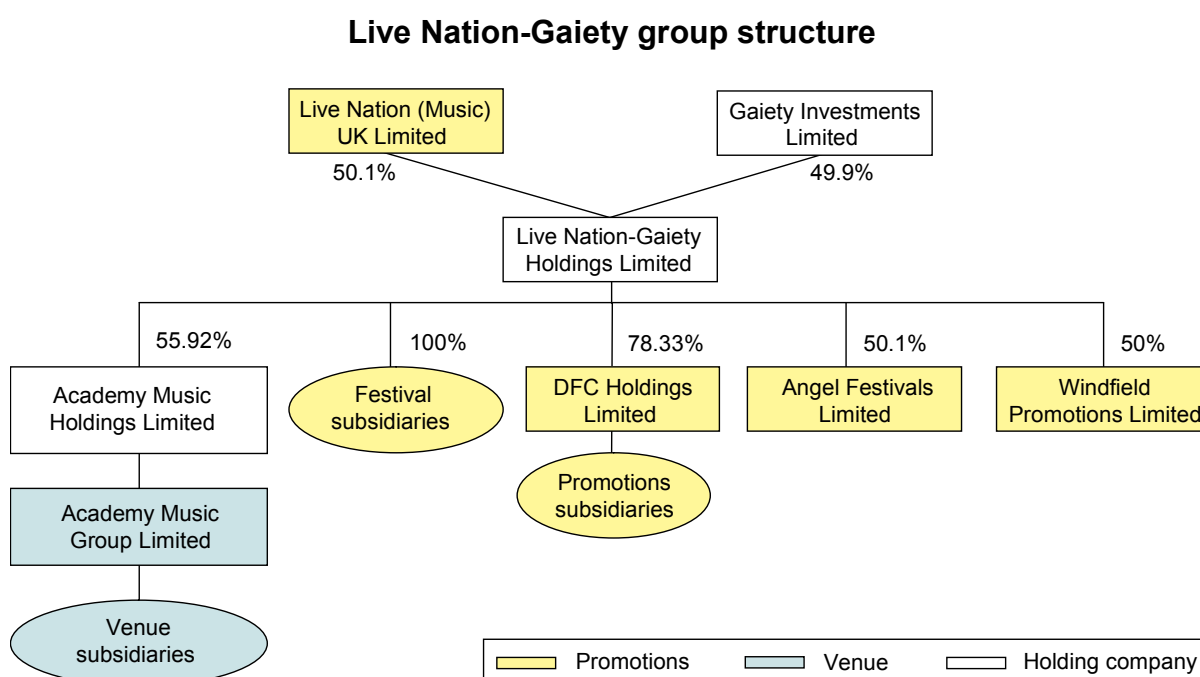 Live Nation-Gaiety group structure
Live Nation (Music)
UK Limited
Gaiety Investments
Limited
50.1%
49.9%
Live Nation-Gaiety
Holdings Limited
55.92%
100%
78.33%
50.1%
50%
Academy Music
Holdings Limited
Festival
subsidiaries
DFC Holdings
Limited
Angel Festivals
Limited
Windfield
Promotions Limited
Academy Music
Group Limited
Promotions
subsidiaries
Venue
subsidiaries
Promotions
Venue
Holding company